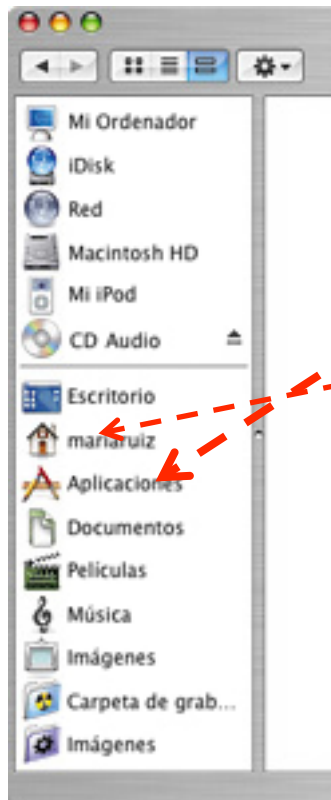 Mi Ordenador
iDisk
Red
Macintosh HD
Mi iPod
CD Audio
Escritorio
mariaruiz
Aplicaciones
Documentos
Películas
Música
Imágenes
Carpeta de grab...
Imágenes